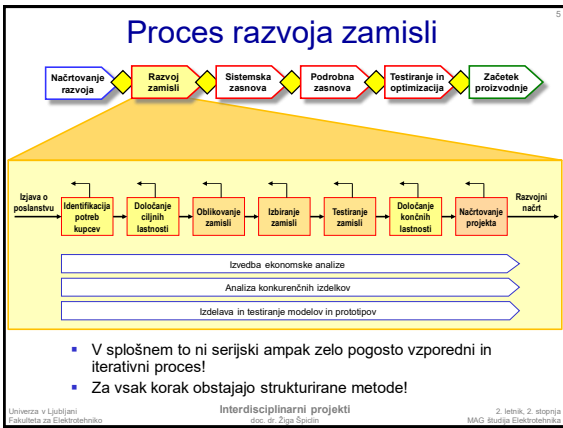 5
Proces razvoja zamisli
Načrtovanje
razvoja
Razvoj
zamisli
Sistemska
zasnova
Podrobna
zasnova
Testiranje in
optimizacija
Začetek
proizvodnje
Izjava o
poslanstvu
Identifikacija
potreb
kupcev
Določanje
ciljnih
lastnosti
Oblikovanje
zamisli
Izbiranje
zamisli
Testiranje
zamisli
Določanje
končnih
lastnosti
Načrtovanje
projekta
Razvojni
načrt
Izvedba ekonomske analize
Analiza konkurenčnih izdelkov
Izdelava in testiranje modelov in prototipov
▪ V splošnem to ni serijski ampak zelo pogosto vzporedni in
iterativni proces!
▪ Za vsak korak obstajajo strukturirane metode!
Univerza v Ljubljani
Fakulteta za Elektrotehniko
Interdisciplinarni projekti
doc. dr. Žiga Špiclin
2. letnik, 2. stopnja
MAG študija Elektrotehnika